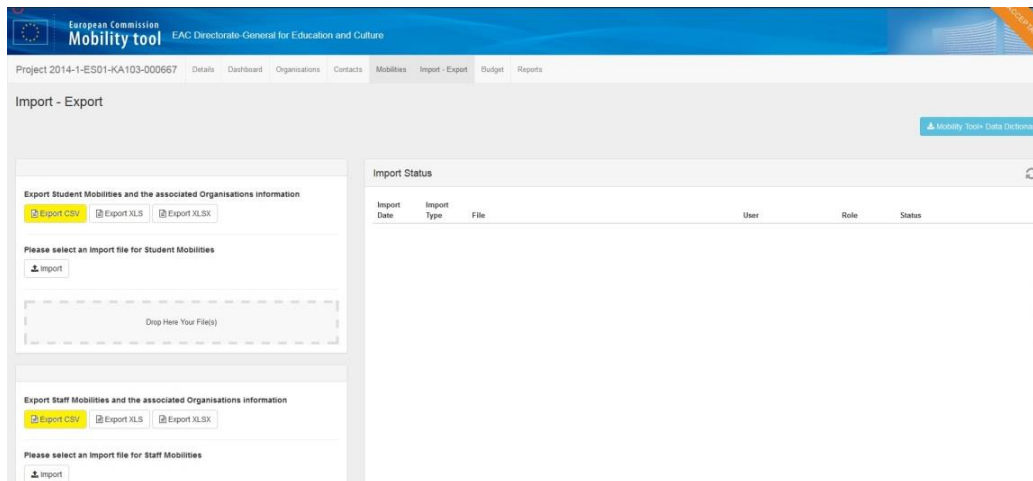 European Commission
Mobility tool EAC Directorate-General for Education and Culture
Project 2014-1-ES01-KA103-000667 Details Dashboard Organisations Contacts Mobilities Import - Export Budget Reports
Import - Export
Mobility Tool+ Data Dictiona
Import Status
Export Student Mobilities and the associated Organisations information
Export CSV Export XLS Export XLSX
Import Date Import Type File User Role Status
Please select an import file for Student Mobilities
Import
Drop Here Your File(s)
Export Staff Mobilities and the associated Organisations information
Export CSV Export XLS Export XLSX
Please select an Import file for Staff Mobilities
Import